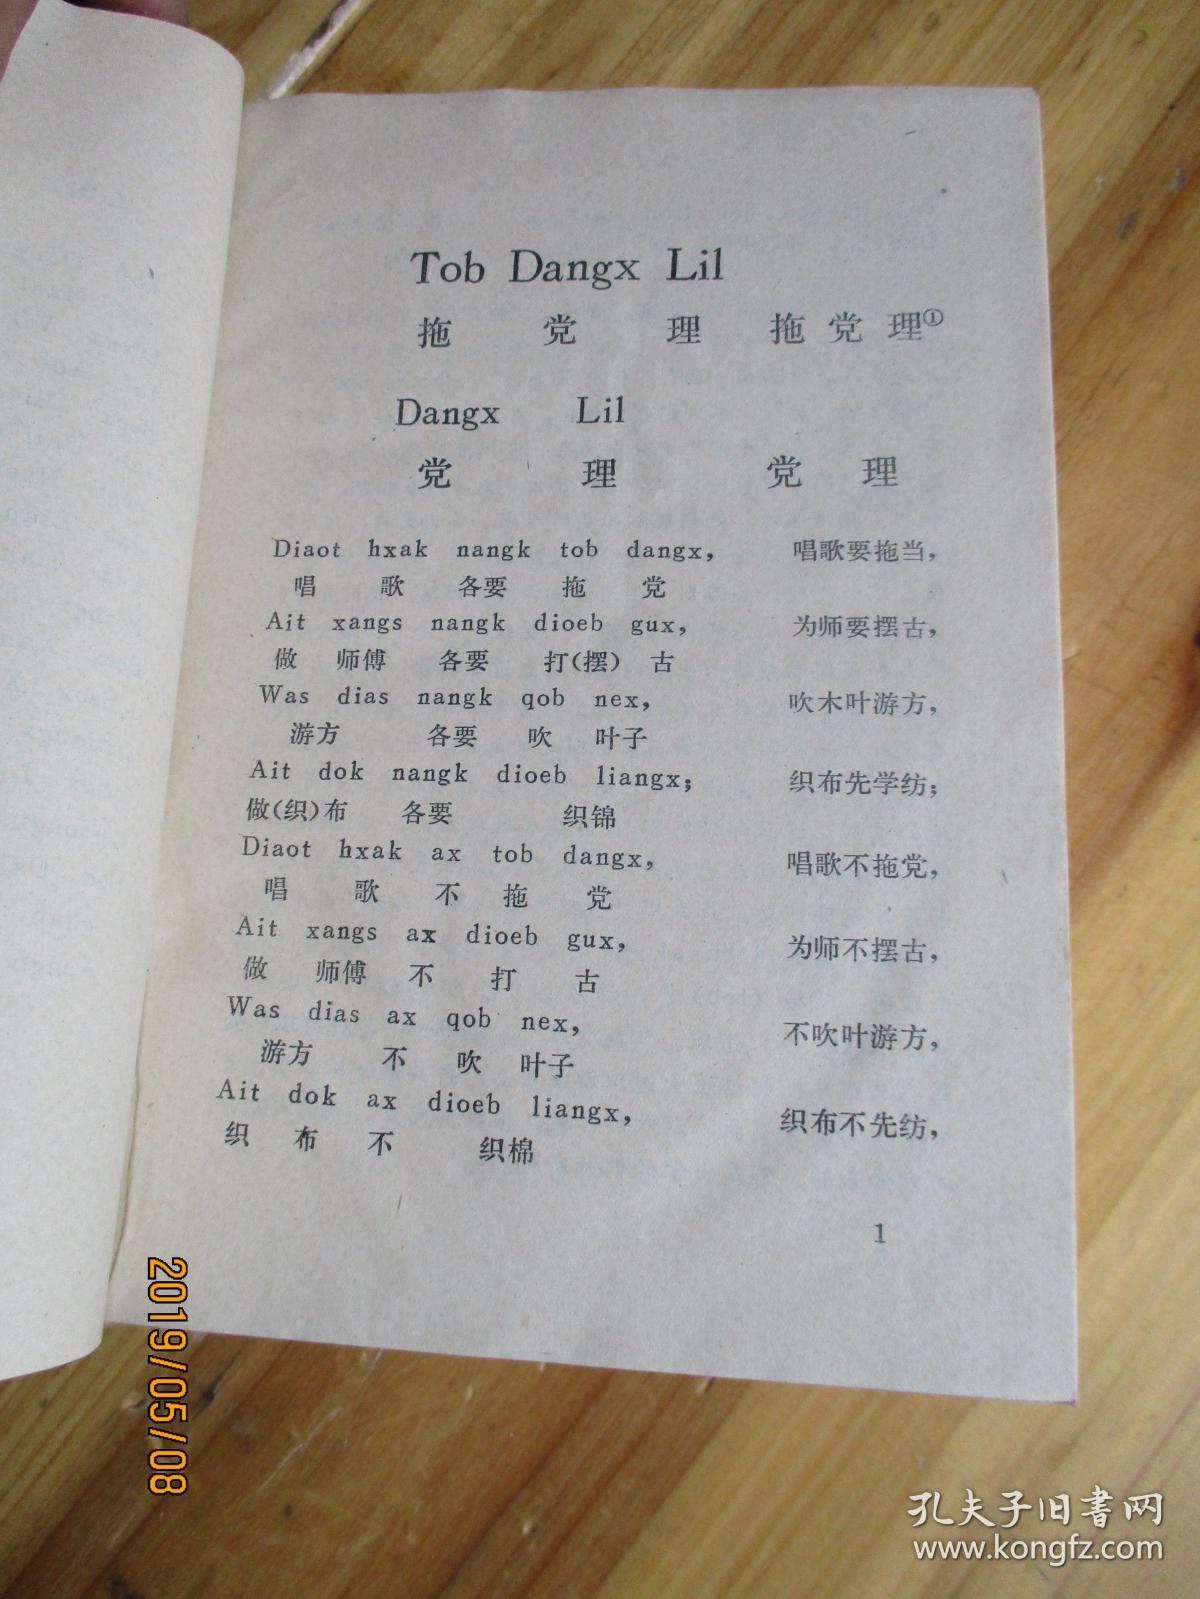 Tob Dangx Lil
拖 党 理 拖 党 理①
Dangx Lil
党 理 党 理
Diaot hxak nangk tob dangx, 唱歌要拖当,
唱 歌 各要 拖 党
Ait xangs nangk dioeb gux, 为师要摆古,
做 师傅 各要 打(摆) 古
Was dias nangk qob nex, 吹木叶游方,
游方 各要 吹 叶子
Ait dok nangk dioeb liangx; 织布先学纺;
做(织)布 各要 织锦
Diaot hxak ax tob dangx, 唱歌不拖党,
唱 歌 不 拖 党
Ait xangs ax dioeb gux, 为师不摆古,
做 师傅 不 打 古
Was dias ax qob nex, 不吹叶游方,
游方 不 吹 叶子
Ait dok ax dioeb liangx, 织布不先纺,
织 布 不 织棉
1
2019/05/08
孔夫子旧书网
www.kongfz.com